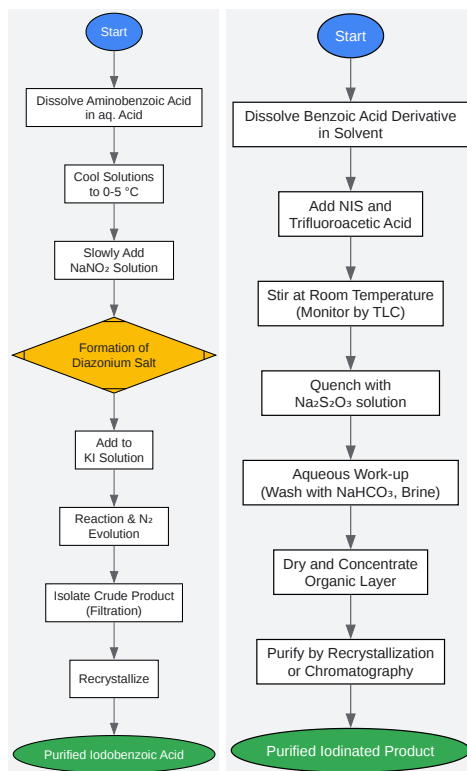 Start
Dissolve Aminobenzoic Acid
in aq. Acid
Cool Solutions
to 0-5 °C
Slowly Add
NaNO₂ Solution
Formation of
Diazonium Salt
Add to
KI Solution
Reaction & N₂
Evolution
Isolate Crude Product
(Filtration)
Recrystallize
Purified Iodobenzoic Acid
Start
Dissolve Benzoic Acid Derivative
in Solvent
Add NIS and
Trifluoroacetic Acid
Stir at Room Temperature
(Monitor by TLC)
Quench with
Na₂S₂O₃ solution
Aqueous Work-up
(Wash with NaHCO₃, Brine)
Dry and Concentrate
Organic Layer
Purify by Recrystallization
or Chromatography
Purified Iodinated Product